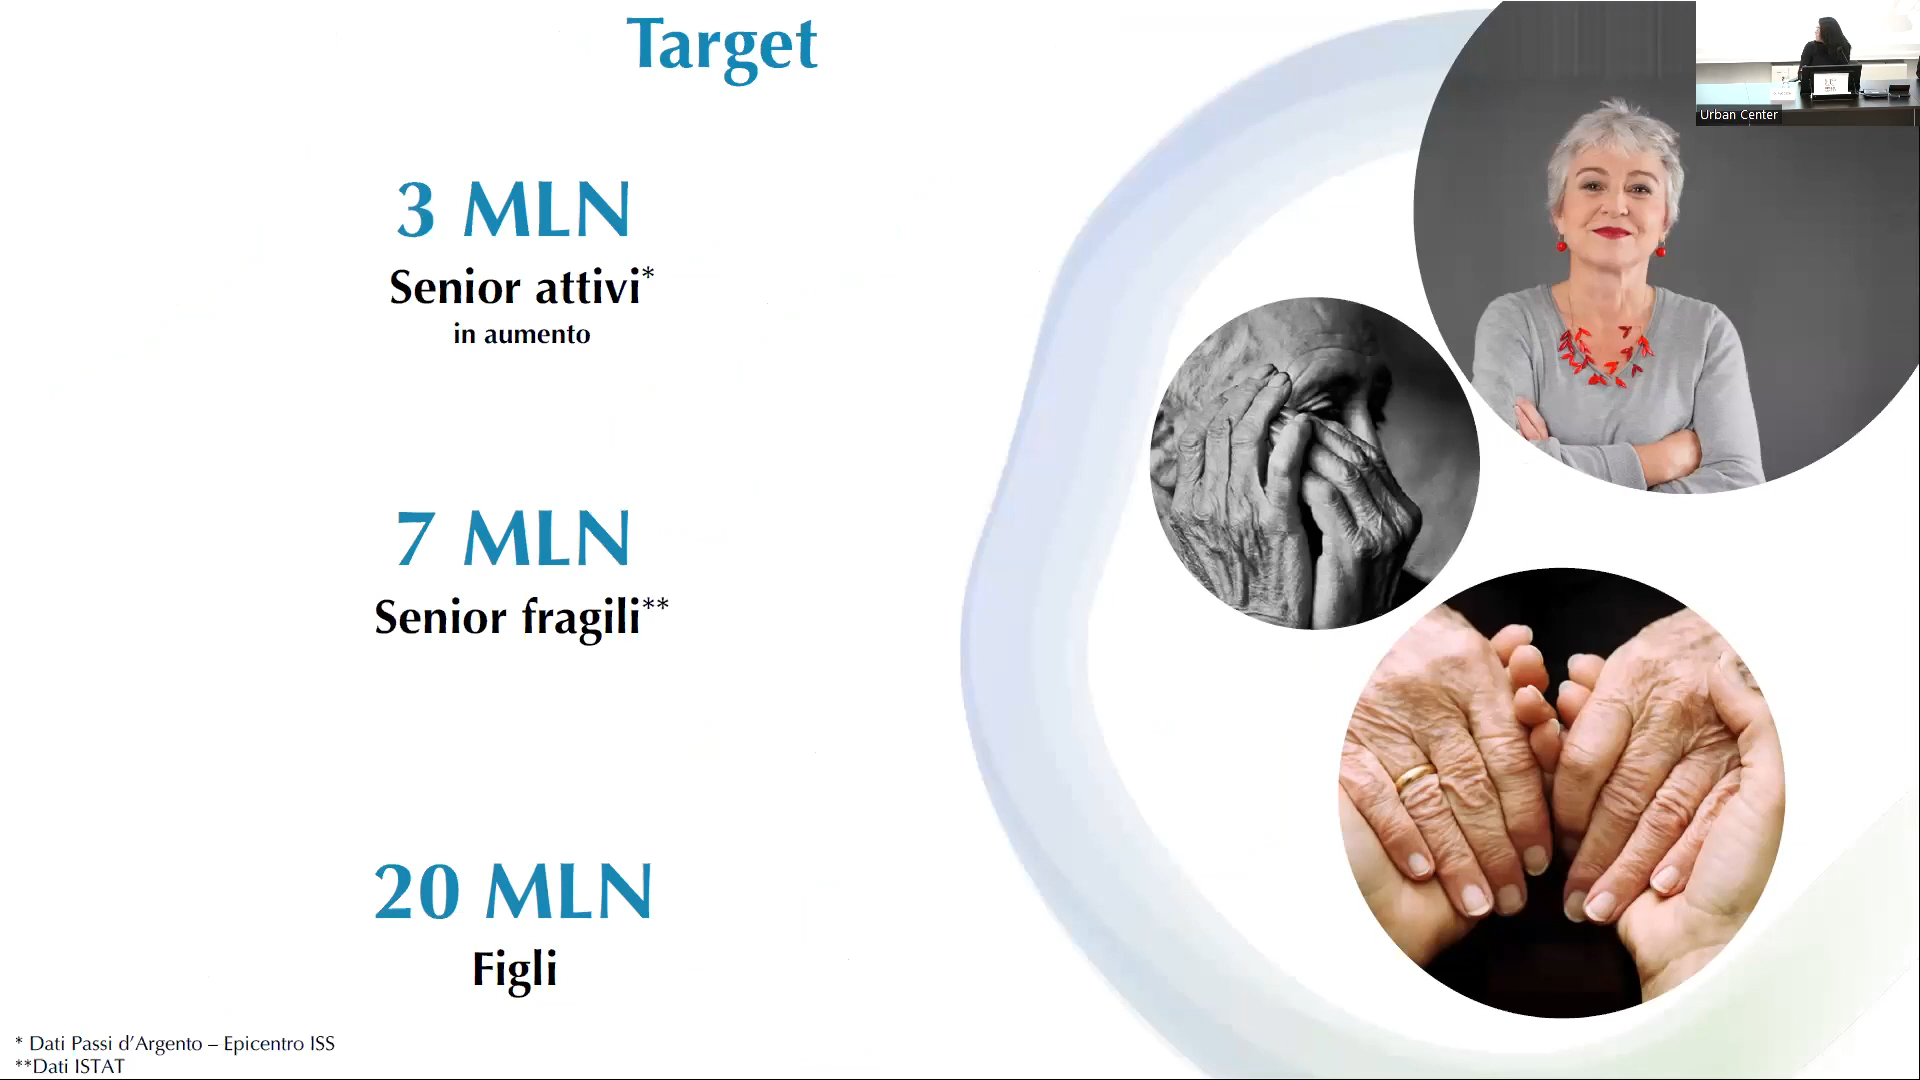 Target
3 MLN
Senior attivi*
in aumento
7 MLN
Senior fragili**
20 MLN
Figli
* Dati Passi d’Argento – Epicentro ISS
**Dati ISTAT
Urban Center